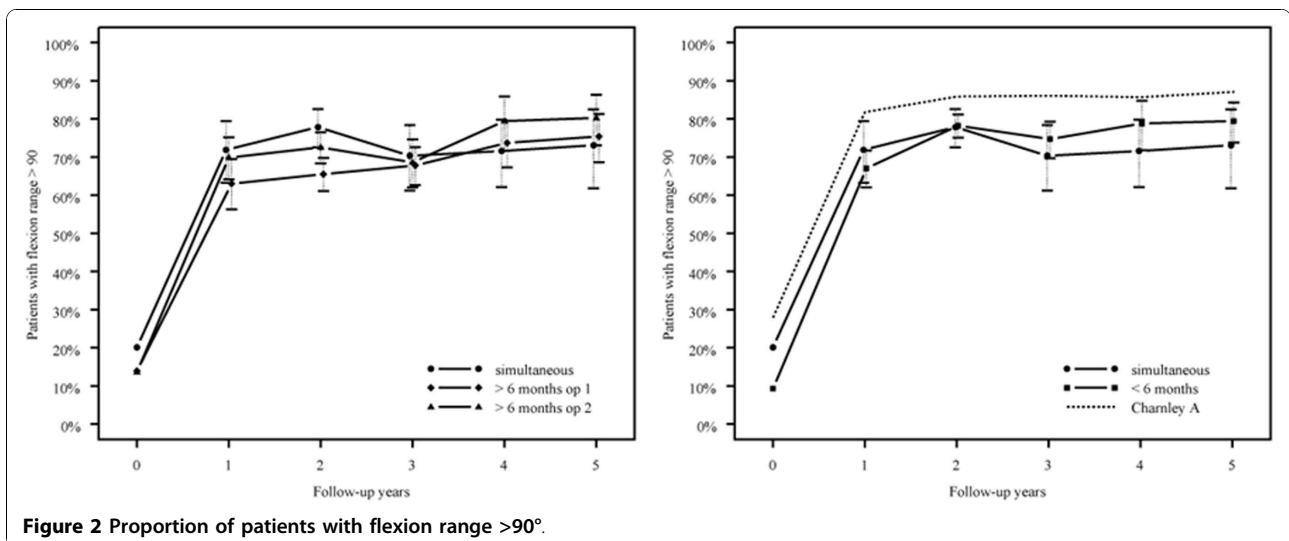 100%
90%
80%
70%
60%
50%
40%
30%
20%
10%
0%
Patients with flexion range > 90
simultaneous
> 6 months op 1
> 6 months op 2
0 1 2 3 4 5
Follow-up years
100%
90%
80%
70%
60%
50%
40%
30%
20%
10%
0%
Patients with flexion range > 90
simultaneous
< 6 months
Charnley A
0 1 2 3 4 5
Follow-up years
Figure 2 Proportion of patients with flexion range >90°.